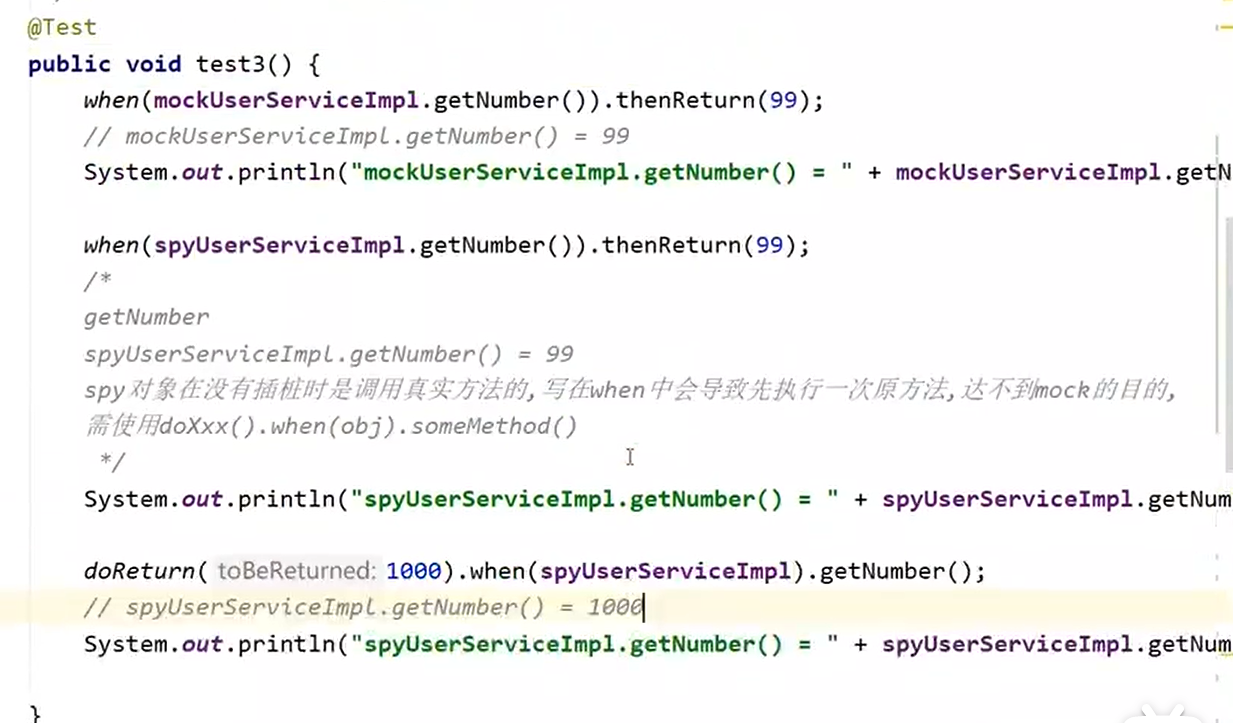 @Test
public void test3() {
when(mockUserServiceImpl.getNumber()).thenReturn(99);
// mockUserServiceImpl.getNumber() = 99
System.out.println("mockUserServiceImpl.getNumber() = " + mockUserServiceImpl.getN
when(spyUserServiceImpl.getNumber()).thenReturn(99);
/*
getNumber
spyUserServiceImpl.getNumber() = 99
spy对象在没有插桩时是调用真实方法的,写在when中会导致先执行一次原方法,达不到mock的目的,
需使用doXxx().when(obj).someMethod()
*/
System.out.println("spyUserServiceImpl.getNumber() = " + spyUserServiceImpl.getNum
doReturn( toBeReturned: 1000).when(spyUserServiceImpl).getNumber();
// spyUserServiceImpl.getNumber() = 1000
System.out.println("spyUserServiceImpl.getNumber() = " + spyUserServiceImpl.getNum
}